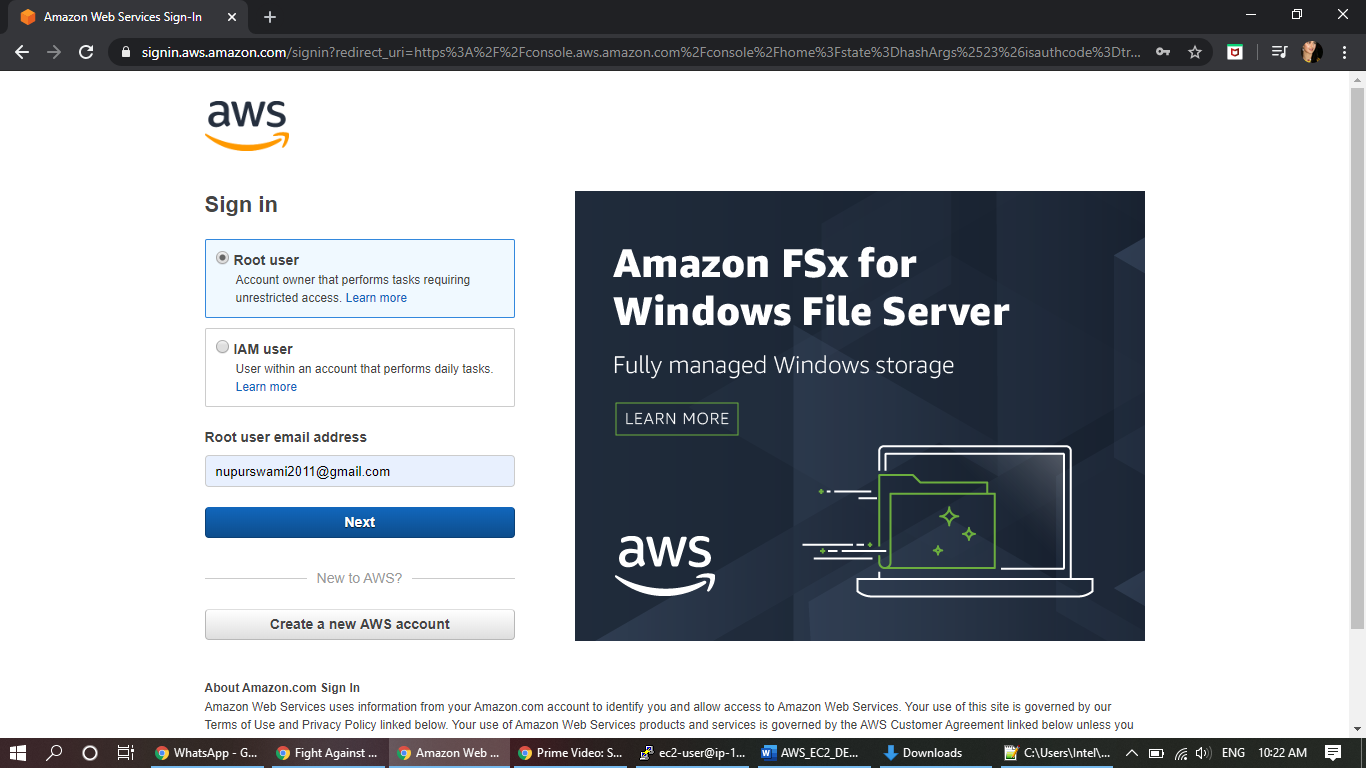 Amazon Web Services Sign-In
signin.aws.amazon.com/signin?redirect_uri=https%3A%2F%2Fconsole.aws.amazon.com%2Fconsole%2Fhome%3Fstate%3DhashArgs%2523%26isauthcode%3Dtr...
aws
Sign in
Root user
Account owner that performs tasks requiring
unrestricted access. Learn more
IAM user
User within an account that performs daily tasks.
Learn more
Root user email address
nupurswami2011@gmail.com
Next
New to AWS?
Create a new AWS account
Amazon FSx for
Windows File Server
Fully managed Windows storage
LEARN MORE
aws
About Amazon.com Sign In
Amazon Web Services uses information from your Amazon.com account to identify you and allow access to Amazon Web Services. Your use of this site is governed by our
Terms of Use and Privacy Policy linked below. Your use of Amazon Web Services products and services is governed by the AWS Customer Agreement linked below unless you
WhatsApp - G...
Fight Against ...
Amazon Web ...
Prime Video: S...
ec2-user@ip-1...
AWS_EC2_DE...
Downloads
C:\Users\Intel\...
ENG
10:22 AM